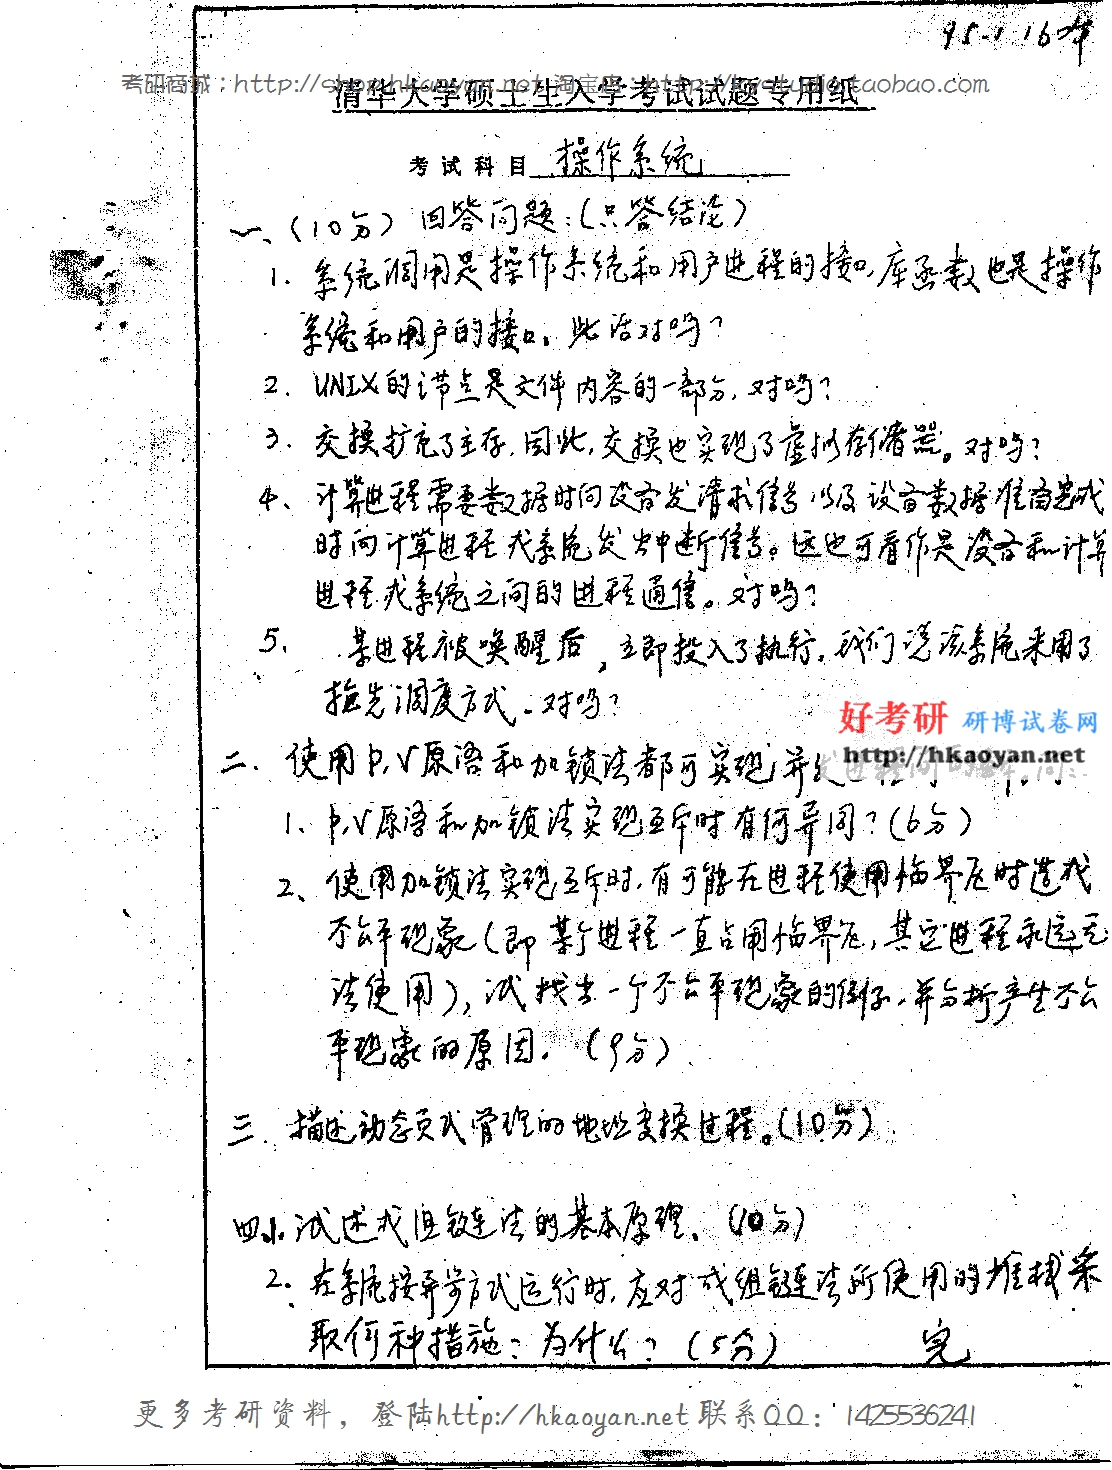 95.1.16
考研商城：http://shop.hkaoyan.net 淘宝
taobao.com
清华大学硕士生入学考试试题专用纸
考试科目 操作系统
一、（10分）回答问题：（只答结论）
1. 系统调用是操作系统和用户进程的接口，库函数也是操作
系统和用户的接口。此话对吗？
2. UNIX的i节点是文件内容的一部分，对吗？
3. 交换扩充了主存，因此，交换也实现了虚拟存储器。对吗？
4. 计算进程需要数据时向设备发请求信号以及设备数据准备完成
时向计算进程或系统发出中断信号。这也可看作是设备和计算
进程或系统之间的进程通信。对吗？
5. 某进程被唤醒后，立即投入了执行，我们说该系统采用了
抢先调度方式。对吗？
好考研 研博试卷网
http://hkaoyan.net
二、使用P,V原语和加锁法都可实现并发进程间的
1、P,V原语和加锁法实现互斥时有何异同？（6分）
2、使用加锁法实现互斥时，有可能在进程使用临界区时造成
不公平现象（即某个进程一直占用临界区，其它进程永远无
法使用），试找出一个不公平现象的例子，并分析产生不公
平现象的原因。（9分）
三、描述动态页式管理的地址变换过程。（10分）
四、1. 试述成组链法的基本原理。（10分）
2. 在系统按异步方式运行时，应对成组链法所使用的堆栈采
取何种措施？为什么？（5分） 完
更多考研资料，登陆http://hkaoyan.net 联系QQ：1425536241